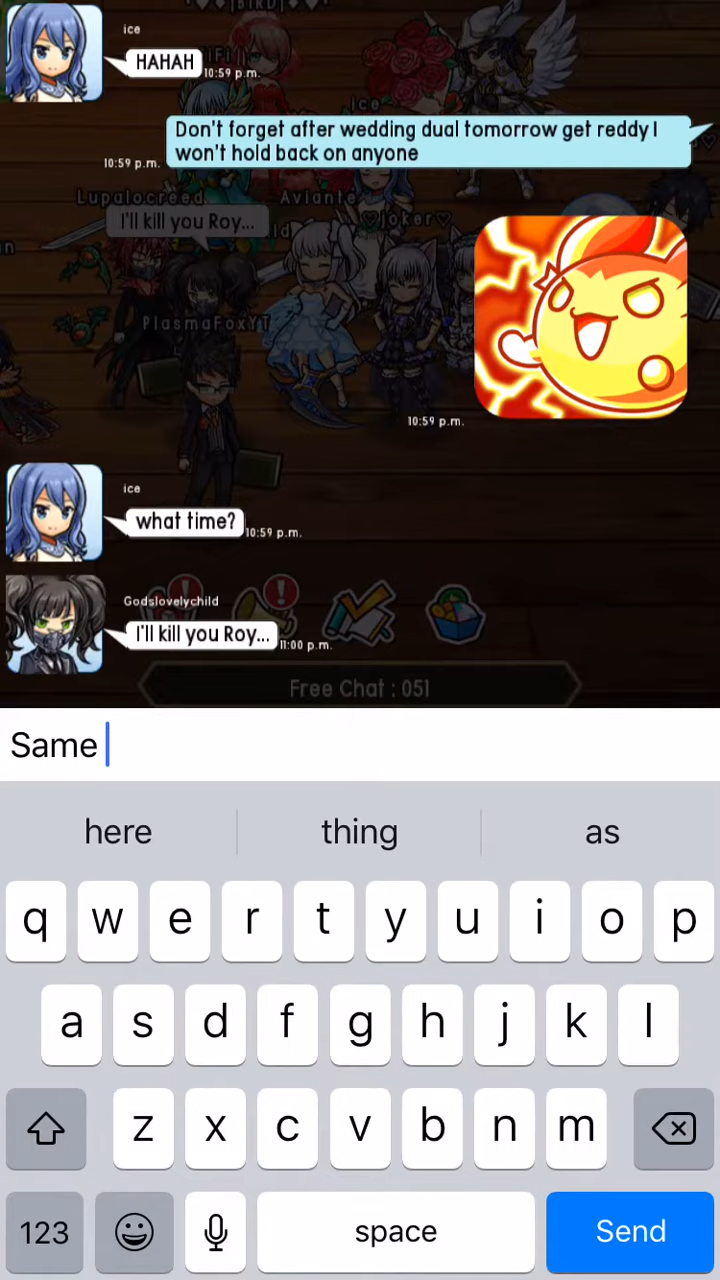 ice
HAHAH
10:59 p.m.
Ice
Don't forget after wedding dual tomorrow get reddy I
won't hold back on anyone
10:59 p.m.
Lupalocreed
Aviante
I'll kill you Roy...
♡Joker♡
PlasmaFoxYT
10:59 p.m.
ice
what time?
10:59 p.m.
Godslovelychild
I'll kill you Roy...
11:00 p.m.
Free Chat : 051
Same
here thing as
q w e r t y u i o p
a s d f g h j k l
z x c v b n m
123 space Send